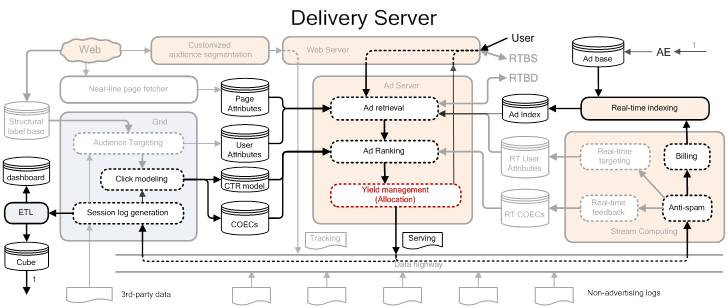 Delivery Server
Web
Customized
audience segmentation
Web Server
User
RTBS
RTBD
Ad base
AE
1
Near-line page fetcher
Page
Attributes
Ad Server
Ad retrieval
Ad Index
Real-time indexing
Structural
label base
Grid
Audience Targeting
User
Attributes
Ad Ranking
RT User
Attributes
Real-time
targeting
Billing
dashboard
Click modeling
CTR model
Yield management
(Allocation)
ETL
Session log generation
COECs
RT COECs
Real-time
feedback
Anti-spam
Stream Computing
Cube
Tracking
Serving
Data highway
1
3rd-party data
Non-advertising logs